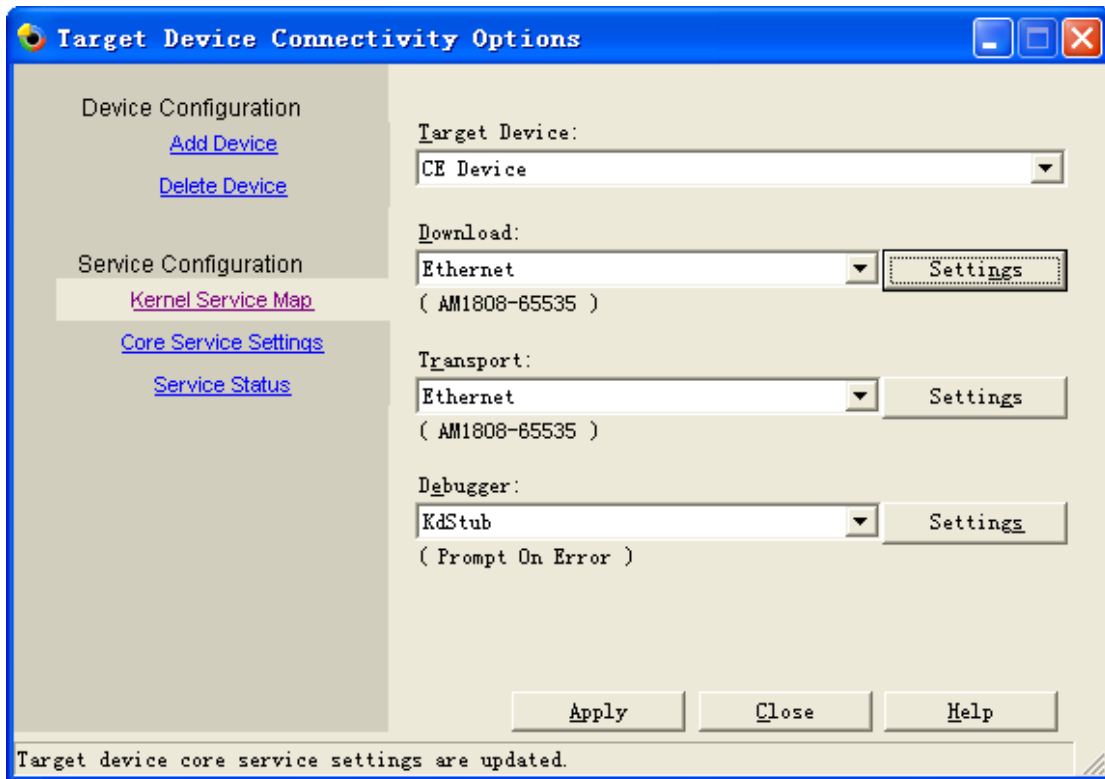 Target Device Connectivity Options
Device Configuration
Add Device
Delete Device
Service Configuration
Kernel Service Map
Core Service Settings
Service Status
Target Device:
CE Device
Download:
Ethernet
Settings
( AM1808-65535 )
Transport:
Ethernet
Settings
( AM1808-65535 )
Debugger:
KdStub
Settings
( Prompt On Error )
Apply
Close
Help
Target device core service settings are updated.